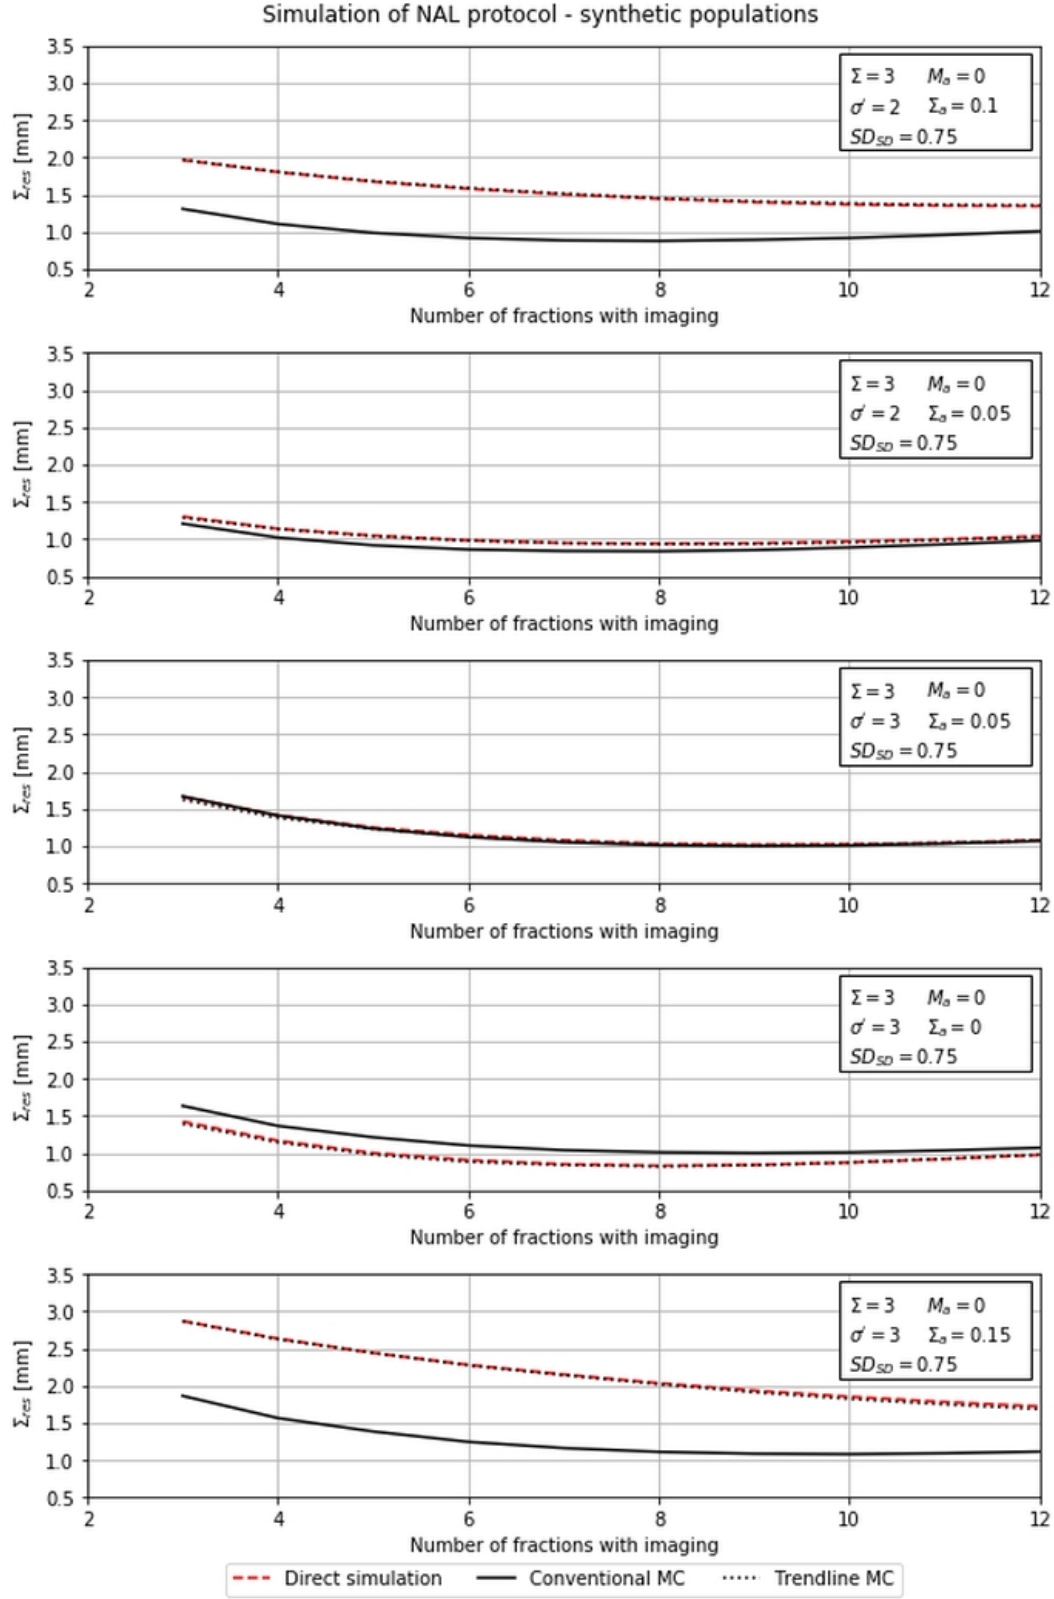 Simulation of NAL protocol - synthetic populations
3.5
3.0
2.5
2.0
1.5
1.0
0.5
Σres [mm]
Σ = 3 Ma = 0
σ' = 2 Σa = 0.1
SDSD = 0.75
2 4 6 8 10 12
Number of fractions with imaging
3.5
3.0
2.5
2.0
1.5
1.0
0.5
Σres [mm]
Σ = 3 Ma = 0
σ' = 2 Σa = 0.05
SDSD = 0.75
2 4 6 8 10 12
Number of fractions with imaging
3.5
3.0
2.5
2.0
1.5
1.0
0.5
Σres [mm]
Σ = 3 Ma = 0
σ' = 3 Σa = 0.05
SDSD = 0.75
2 4 6 8 10 12
Number of fractions with imaging
3.5
3.0
2.5
2.0
1.5
1.0
0.5
Σres [mm]
Σ = 3 Ma = 0
σ' = 3 Σa = 0
SDSD = 0.75
2 4 6 8 10 12
Number of fractions with imaging
3.5
3.0
2.5
2.0
1.5
1.0
0.5
Σres [mm]
Σ = 3 Ma = 0
σ' = 3 Σa = 0.15
SDSD = 0.75
2 4 6 8 10 12
Number of fractions with imaging
Direct simulation Conventional MC Trendline MC